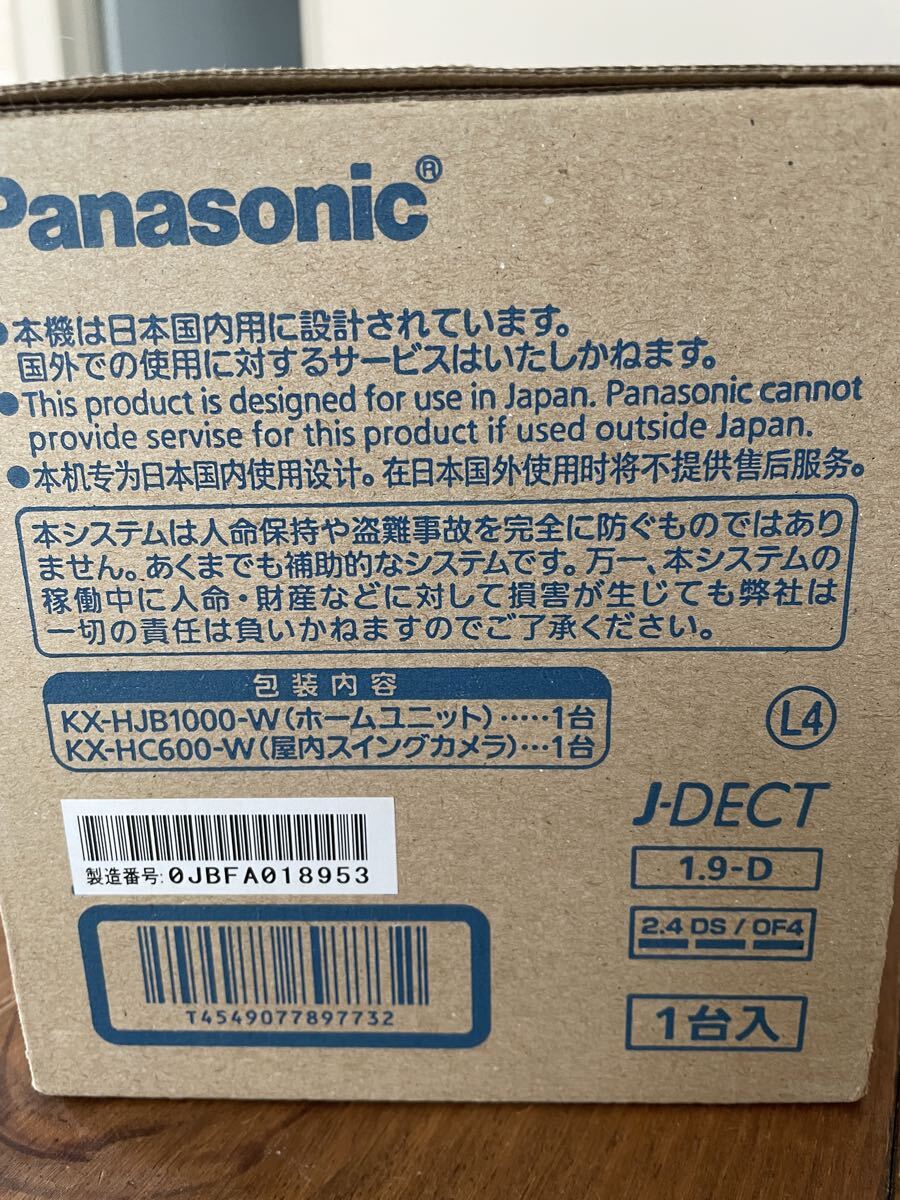 Panasonic®
●本機は日本国内用に設計されています。
国外での使用に対するサービスはいたしかねます。
●This product is designed for use in Japan. Panasonic cannot
provide servise for this product if used outside Japan.
●本机专为日本国内使用设计。在日本国外使用时将不提供售后服务。
本システムは人命保持や盗難事故を完全に防ぐものではあり
ません。あくまでも補助的なシステムです。万一、本システムの
稼働中に人命・財産などに対して損害が生じても弊社は
一切の責任は負いかねますのでご了承ください。
包装内容
KX-HJB1000-W(ホームユニット)……1台
KX-HC600-W(屋内スイングカメラ)…1台
L4
J-DECT
1.9-D
2.4 DS / OF4
1台入
製造番号:0JBFA018953
T4549077897732